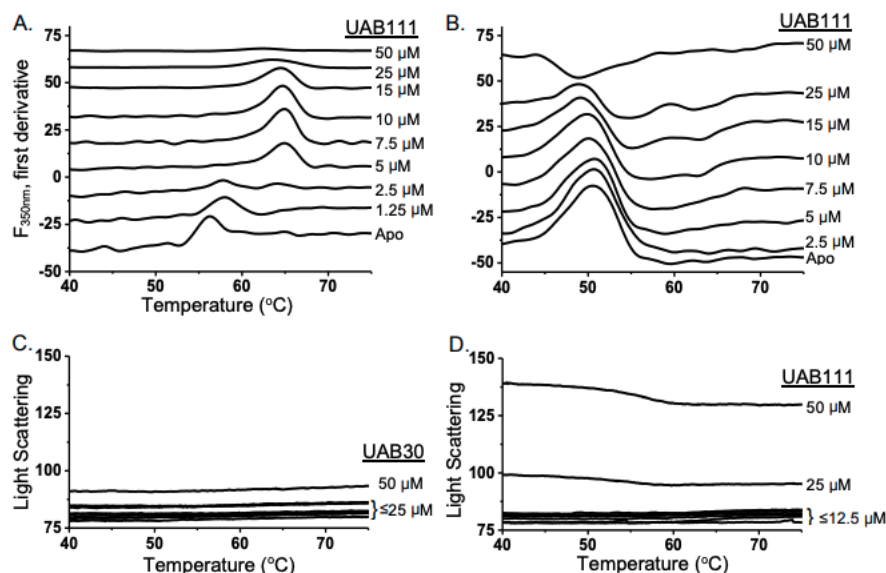 A.
UAB111
75
50
25
0
-25
-50
F350nm, first derivative
50 µM
25 µM
15 µM
10 µM
7.5 µM
5 µM
2.5 µM
1.25 µM
Apo
40 50 60 70
Temperature (oC)
B.
UAB111
75
50
25
0
-25
-50
50 µM
25 µM
15 µM
10 µM
7.5 µM
5 µM
2.5 µM
Apo
40 50 60 70
Temperature (oC)
C.
150
125
100
75
Light Scattering
UAB30
50 µM
}≤25 µM
40 50 60 70
Temperature (oC)
D.
150
125
100
75
Light Scattering
UAB111
50 µM
25 µM
} ≤12.5 µM
40 50 60 70
Temperature (oC)